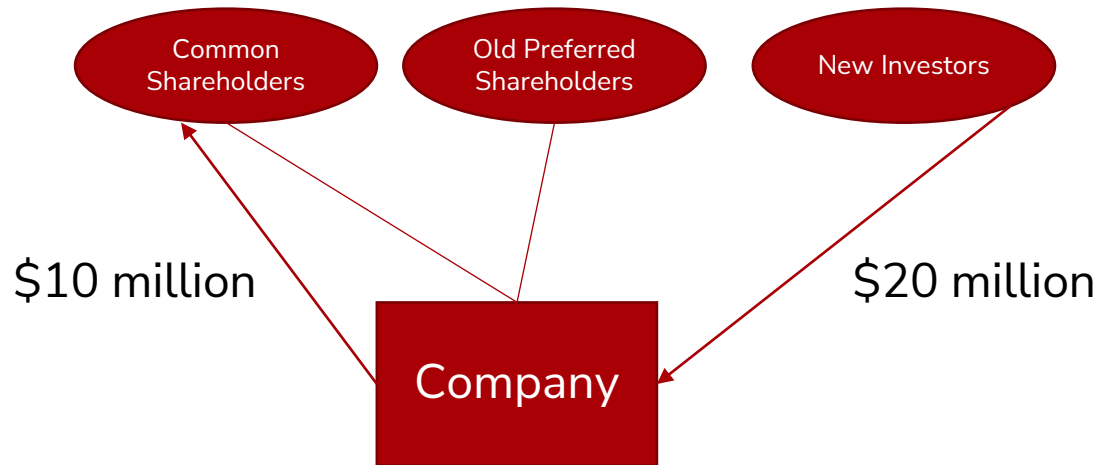 Common
Shareholders
Old Preferred
Shareholders
New Investors
$10 million
$20 million
Company